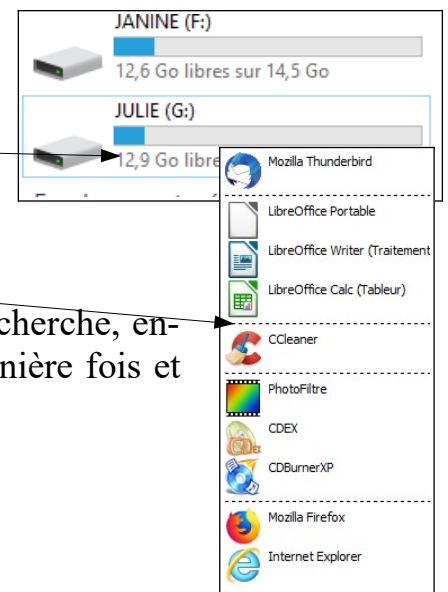 JANINE (F:)
12,6 Go libres sur 14,5 Go
JULIE (G:)
12,9 Go libre
Mozilla Thunderbird
LibreOffice Portable
LibreOffice Writer (Traitement
LibreOffice Calc (Tableur)
cherche, en-
nière fois et
CCleaner
PhotoFiltre
CDEX
CDBurnerXP
Mozilla Firefox
Internet Explorer